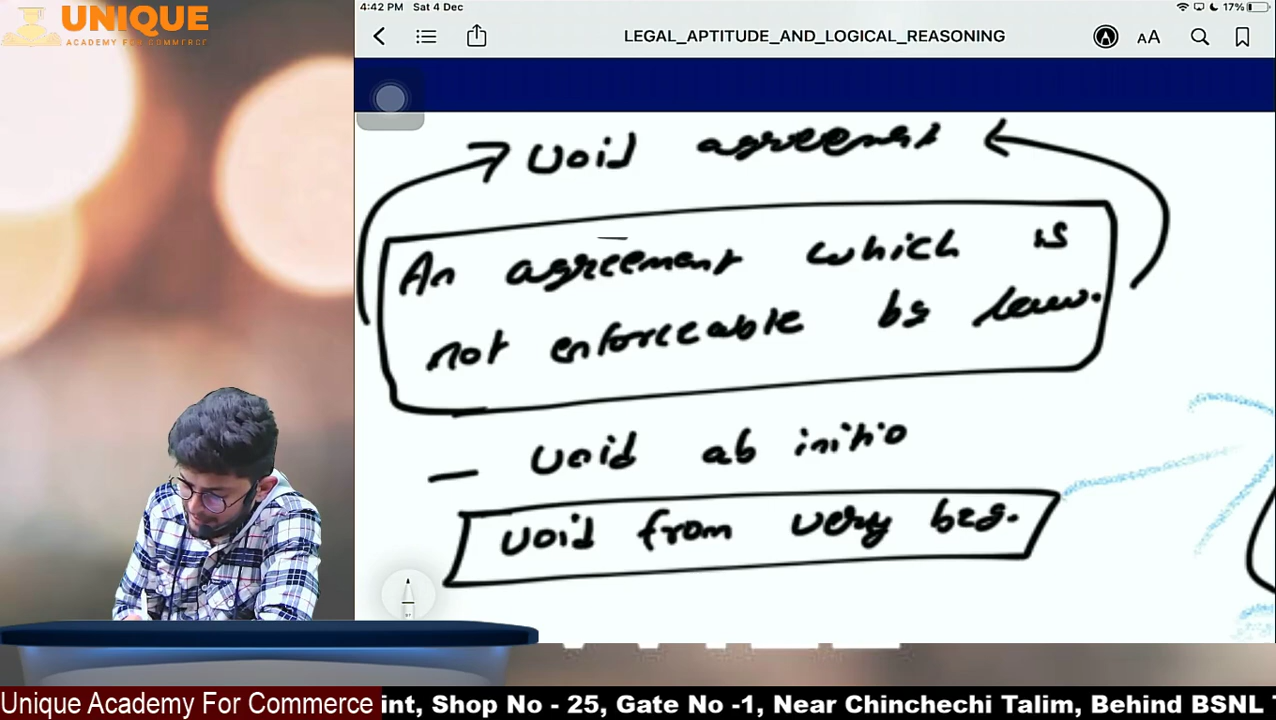 UNIQUE
ACADEMY FOR COMMERCE
4:42 PM Sat 4 Dec
17%
LEGAL_APTITUDE_AND_LOGICAL_REASONING
AA
void agreement
An agreement which is
not enforceable by law.
— void ab initio
void from very beg.
Unique Academy For Commerce
int, Shop No - 25, Gate No -1, Near Chinchechi Talim, Behind BSNL